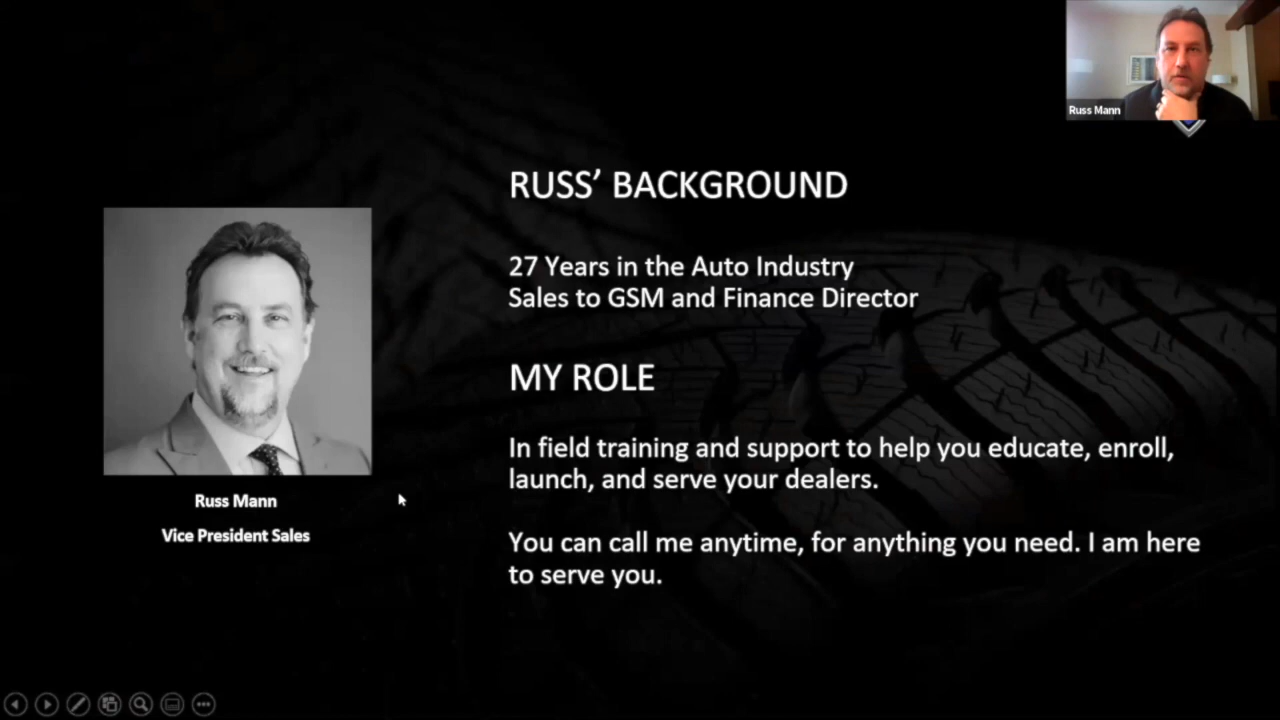 Russ Mann
RUSS’ BACKGROUND
27 Years in the Auto Industry
Sales to GSM and Finance Director
MY ROLE
In field training and support to help you educate, enroll,
launch, and serve your dealers.
You can call me anytime, for anything you need. I am here
to serve you.
Russ Mann
Vice President Sales